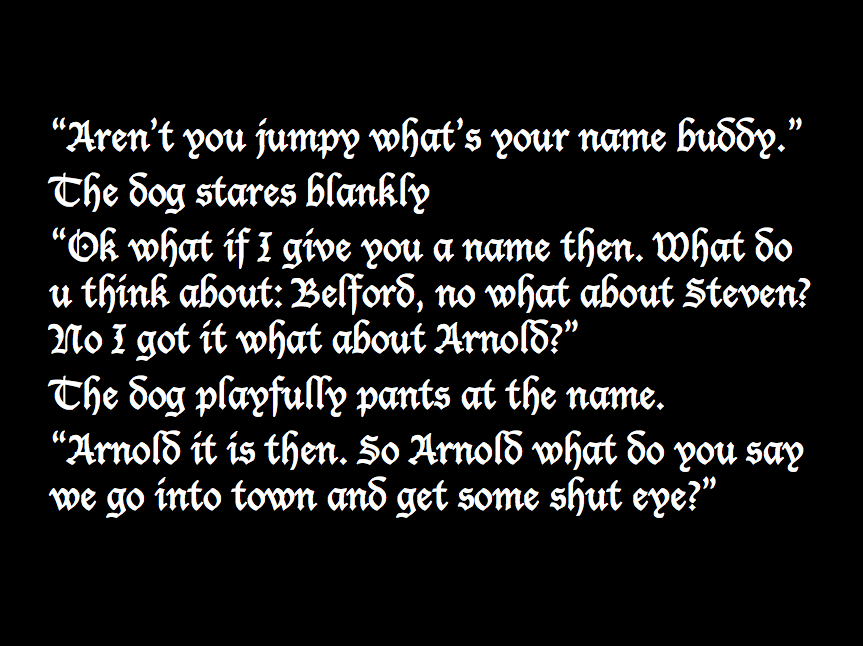 “Aren’t you jumpy what’s your name buddy.”
The dog stares blankly
“Ok what if I give you a name then. What do
u think about: Belford, no what about Steven?
No I got it what about Arnold?”
The dog playfully pants at the name.
“Arnold it is then. So Arnold what do you say
we go into town and get some shut eye?”